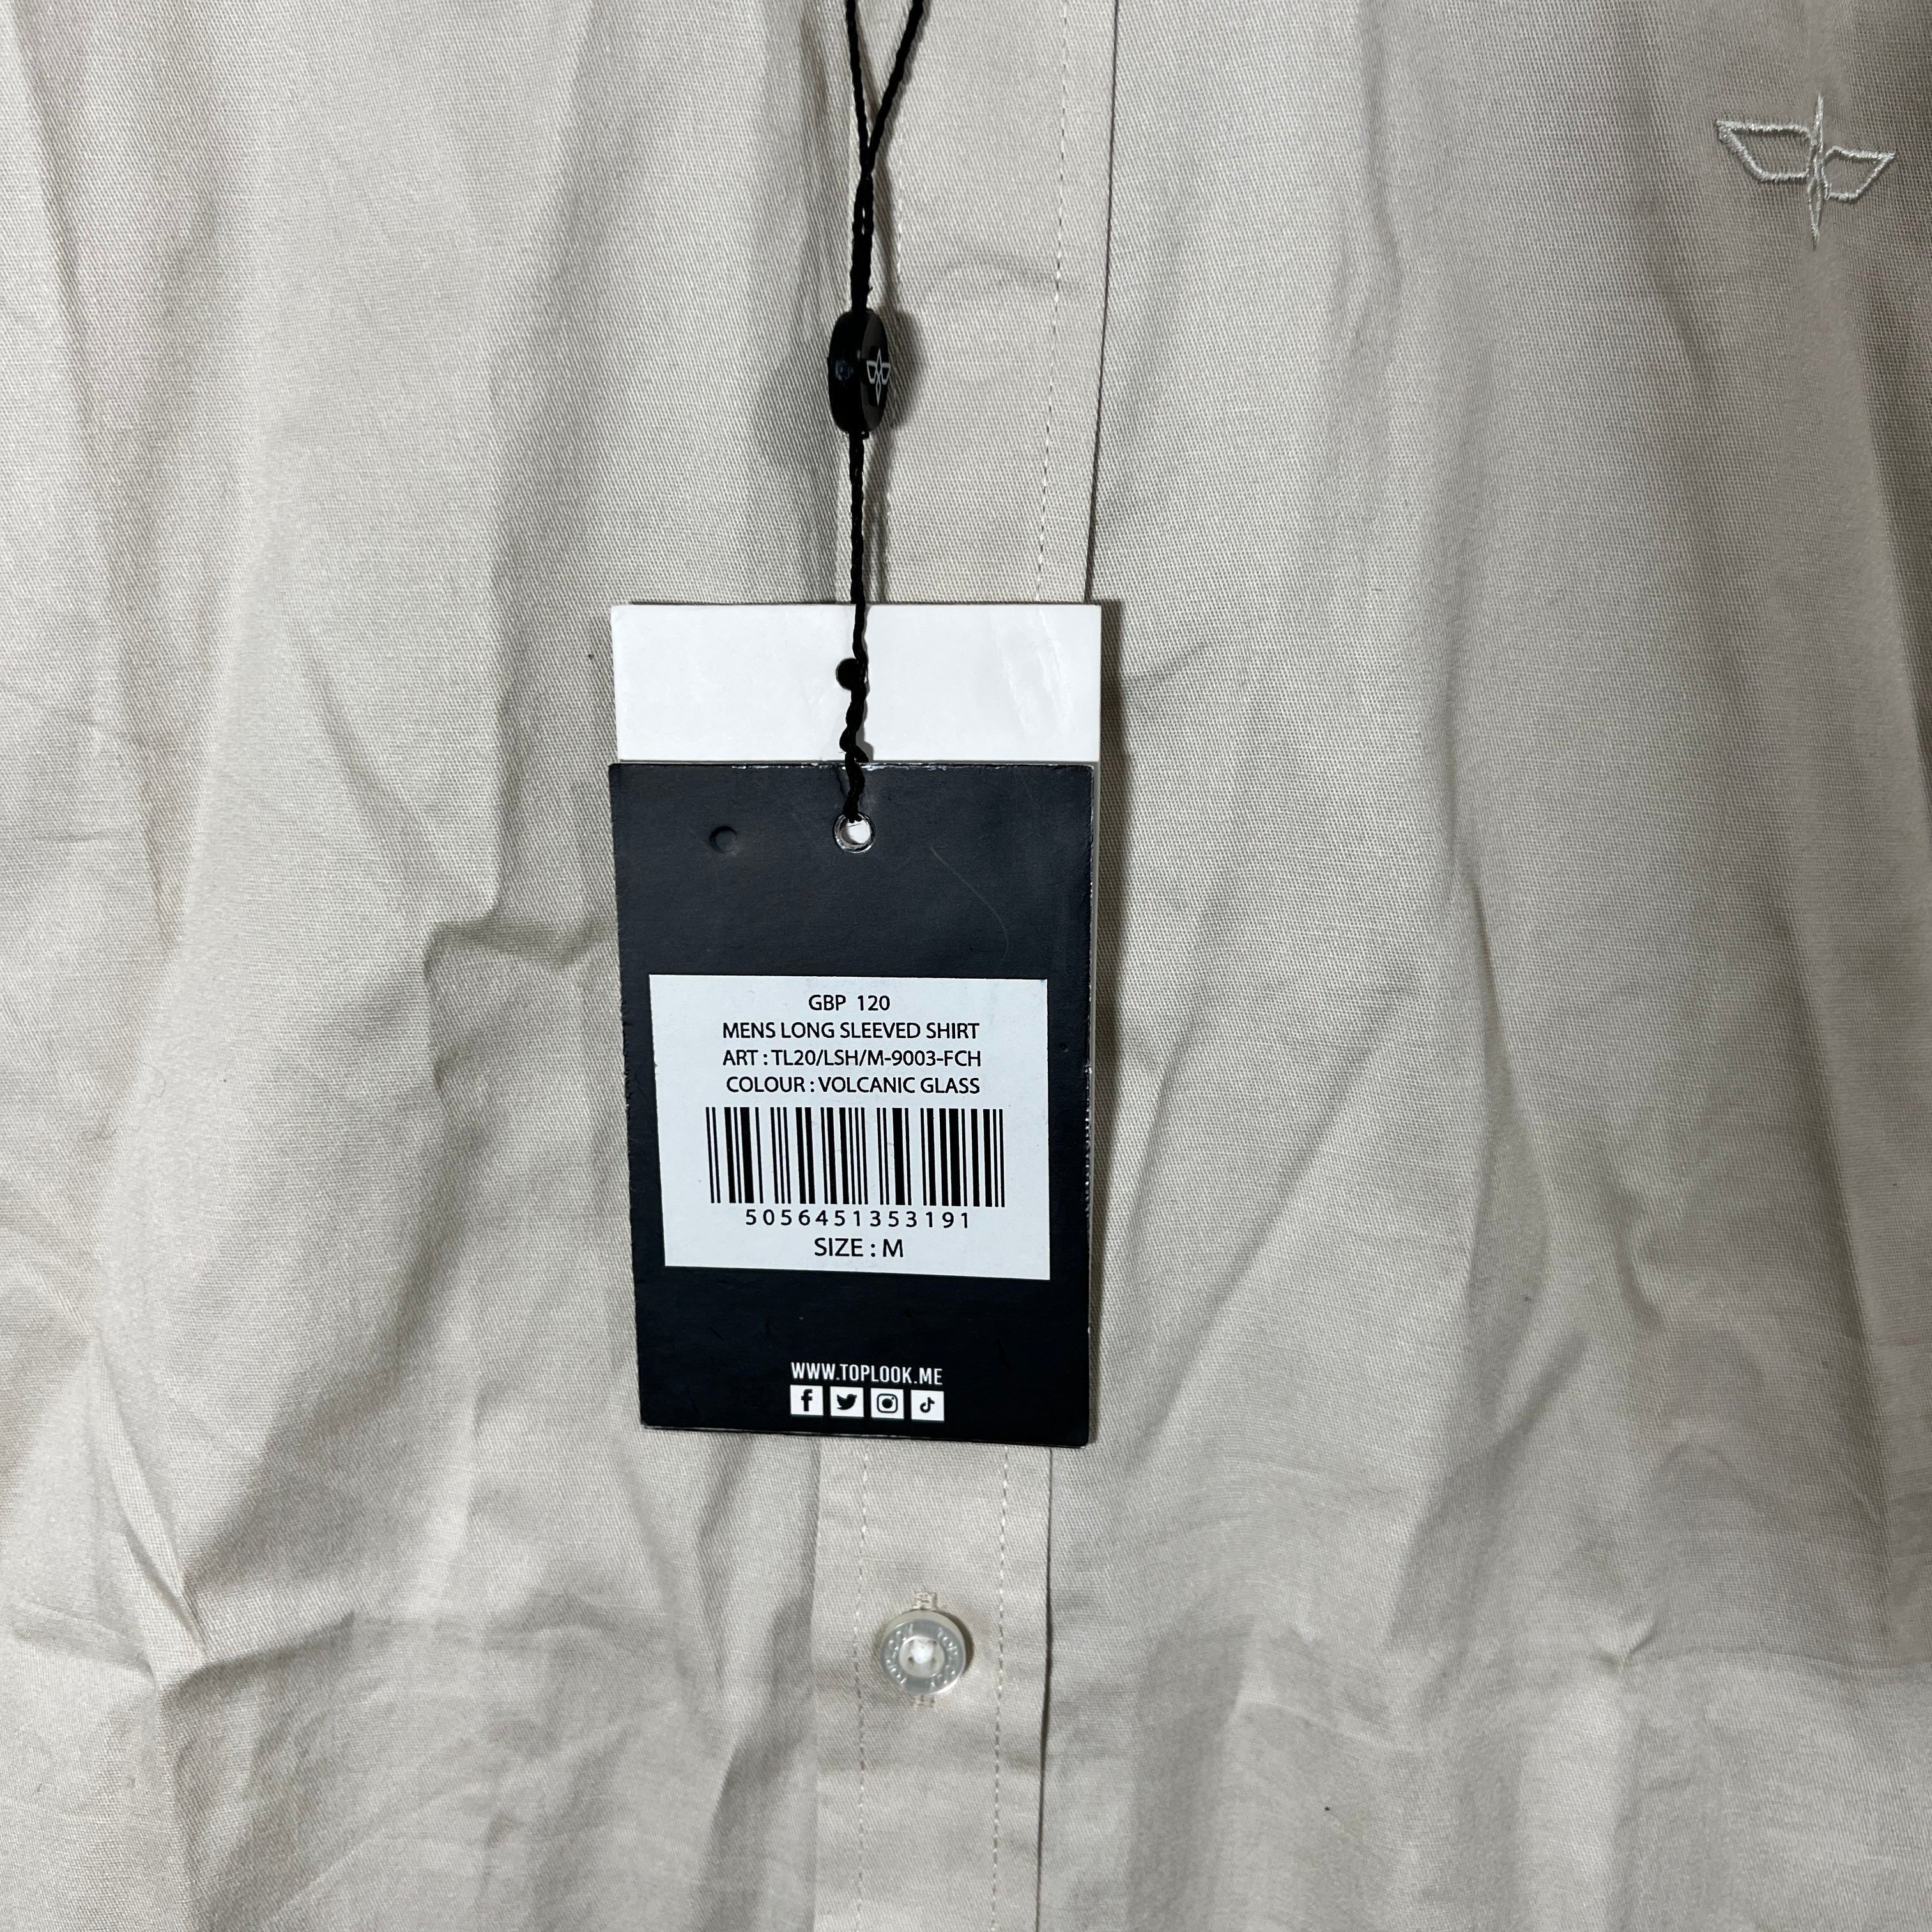 GBP 120
MENS LONG SLEEVED SHIRT
ART : TL20/LSH/M-9003-FCH
COLOUR : VOLCANIC GLASS
5056451353191
SIZE : M
WWW.TOPLOOK.ME